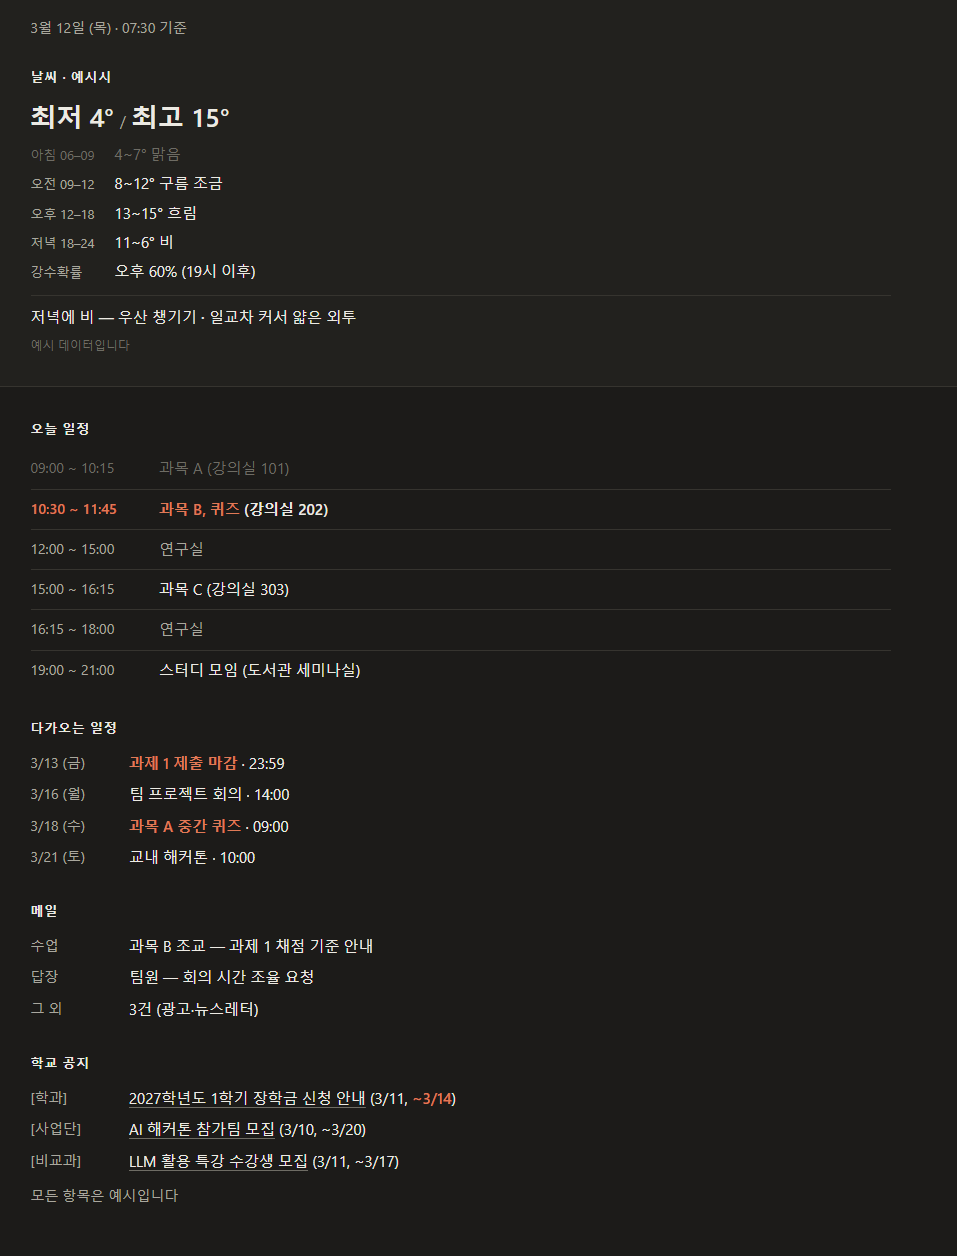 3월 12일 (목) · 07:30 기준
날씨 · 예시시
최저 4° / 최고 15°
아침 06–09 4~7° 맑음
오전 09–12 8~12° 구름 조금
오후 12–18 13~15° 흐림
저녁 18–24 11~6° 비
강수확률 오후 60% (19시 이후)
저녁에 비 — 우산 챙기기 · 일교차 커서 얇은 외투
예시 데이터입니다
오늘 일정
09:00 ~ 10:15 과목 A (강의실 101)
10:30 ~ 11:45 과목 B, 퀴즈 (강의실 202)
12:00 ~ 15:00 연구실
15:00 ~ 16:15 과목 C (강의실 303)
16:15 ~ 18:00 연구실
19:00 ~ 21:00 스터디 모임 (도서관 세미나실)
다가오는 일정
3/13 (금) 과제 1 제출 마감 · 23:59
3/16 (월) 팀 프로젝트 회의 · 14:00
3/18 (수) 과목 A 중간 퀴즈 · 09:00
3/21 (토) 교내 해커톤 · 10:00
메일
수업 과목 B 조교 — 과제 1 채점 기준 안내
답장 팀원 — 회의 시간 조율 요청
그 외 3건 (광고·뉴스레터)
학교 공지
[학과] 2027학년도 1학기 장학금 신청 안내 (3/11, ~3/14)
[사업단] AI 해커톤 참가팀 모집 (3/10, ~3/20)
[비교과] LLM 활용 특강 수강생 모집 (3/11, ~3/17)
모든 항목은 예시입니다